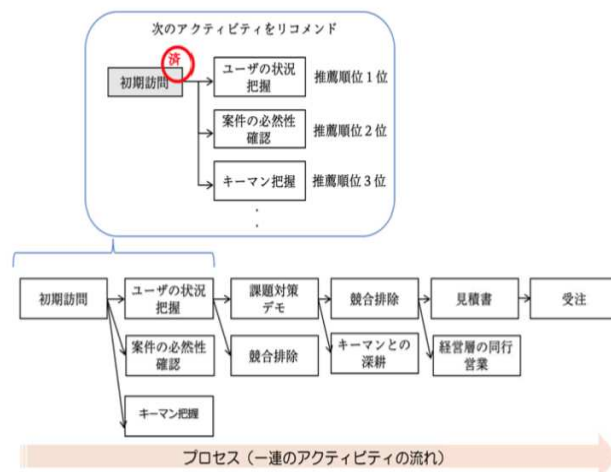 次のアクティビティをリコメンド
済
初期訪問
ユーザの状況
把握
推薦順位1位
案件の必然性
確認
推薦順位2位
キーマン把握
推薦順位3位
初期訪問
ユーザの状況
把握
課題対策
デモ
競合排除
見積書
受注
案件の必然性
確認
競合排除
キーマンとの
深耕
経営層の同行
営業
キーマン把握
プロセス（一連のアクティビティの流れ）